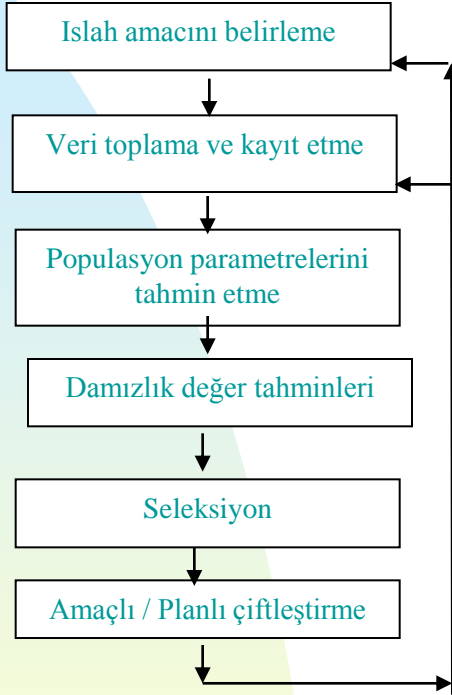 Islah amacını belirleme
Veri toplama ve kayıt etme
Populasyon parametrelerini
tahmin etme
Damızlık değer tahminleri
Seleksiyon
Amaçlı / Planlı çiftleştirme